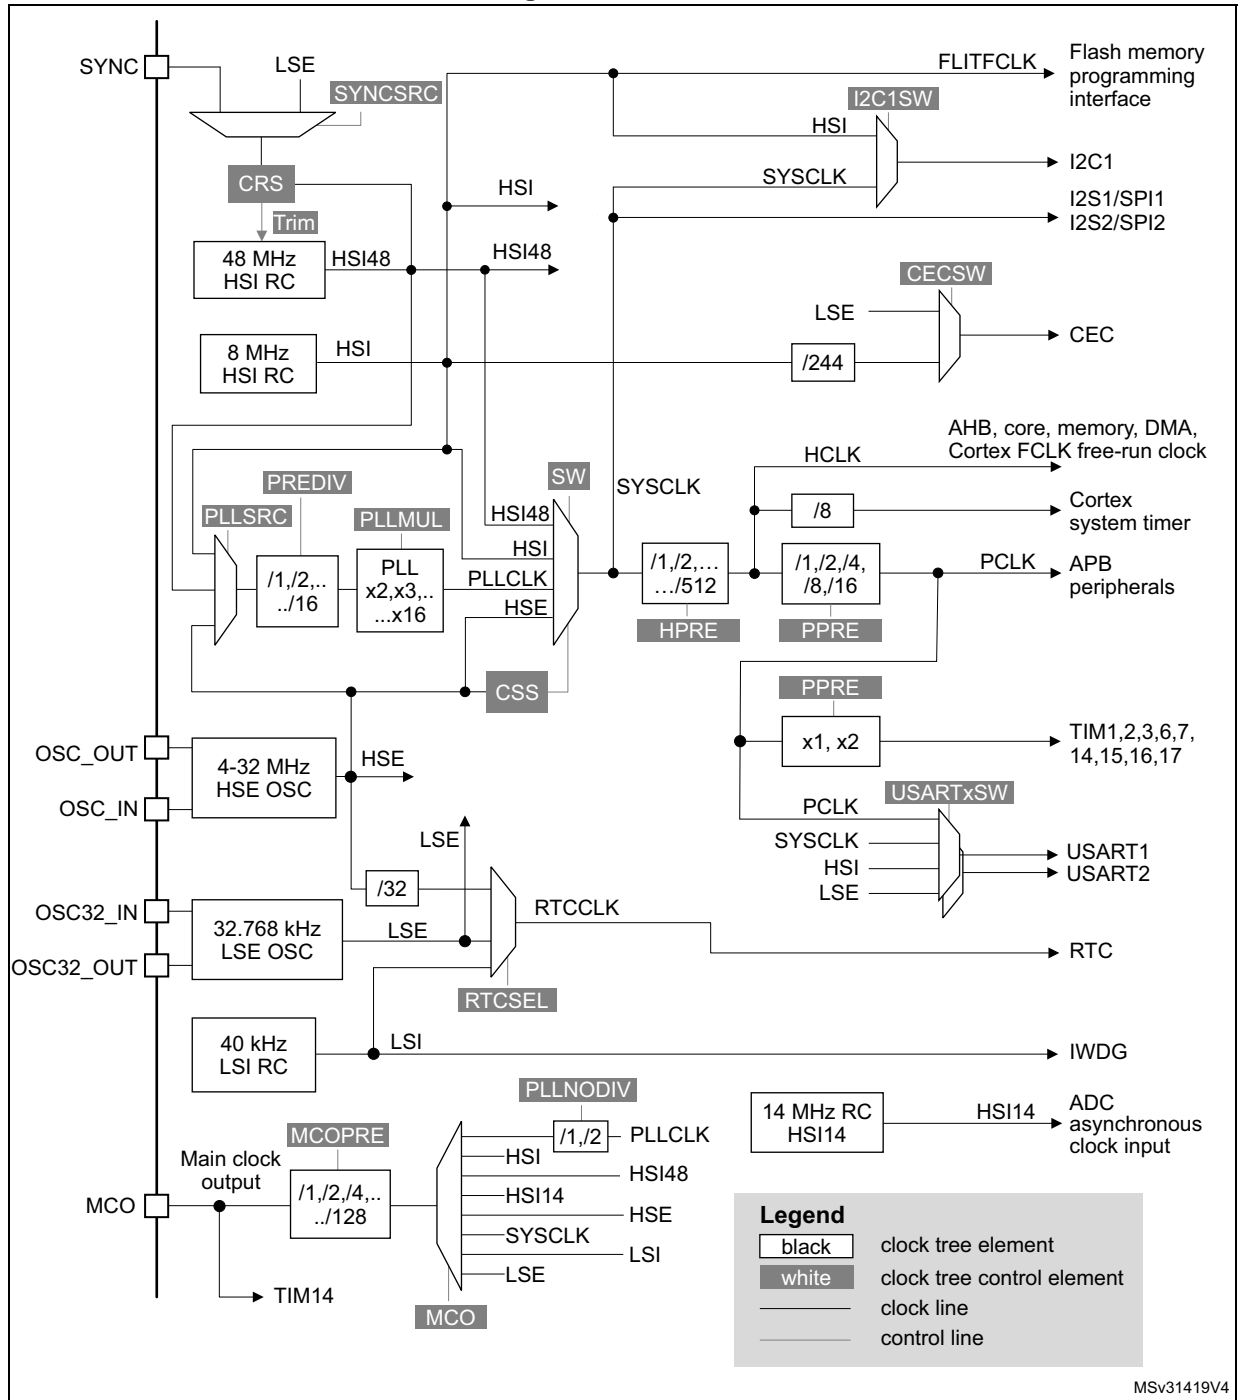 SYNC
LSE
SYNCSRC
CRS
Trim
48 MHz
HSI RC
HSI48
HSI
HSI48
8 MHz
HSI RC
HSI
FLITFCLK
Flash memory
programming
interface
I2C1SW
HSI
SYSCLK
I2C1
I2S1/SPI1
I2S2/SPI2
CECSW
LSE
/244
CEC
AHB, core, memory, DMA,
Cortex FCLK free-run clock
HCLK
/8
Cortex
system timer
PLLSRC
PREDIV
/1,/2,..
../16
PLLMUL
PLL
x2,x3,..
...x16
SW
HSI48
HSI
PLLCLK
HSE
SYSCLK
CSS
/1,/2,…
…/512
HPRE
/1,/2,/4,
/8,/16
PPRE
PCLK
APB
peripherals
PPRE
x1, x2
TIM1,2,3,6,7,
14,15,16,17
OSC_OUT
OSC_IN
4-32 MHz
HSE OSC
HSE
USARTxSW
PCLK
SYSCLK
HSI
LSE
USART1
USART2
LSE
/32
OSC32_IN
OSC32_OUT
32.768 kHz
LSE OSC
LSE
RTCCLK
RTCSEL
RTC
40 kHz
LSI RC
LSI
IWDG
PLLNODIV
/1,/2
PLLCLK
HSI
HSI48
HSI14
HSE
SYSCLK
LSI
LSE
MCO
14 MHz RC
HSI14
HSI14
ADC
asynchronous
clock input
MCO
Main clock
output
MCOPRE
/1,/2,/4,..
../128
TIM14
Legend
black
clock tree element
white
clock tree control element
clock line
control line
MSv31419V4